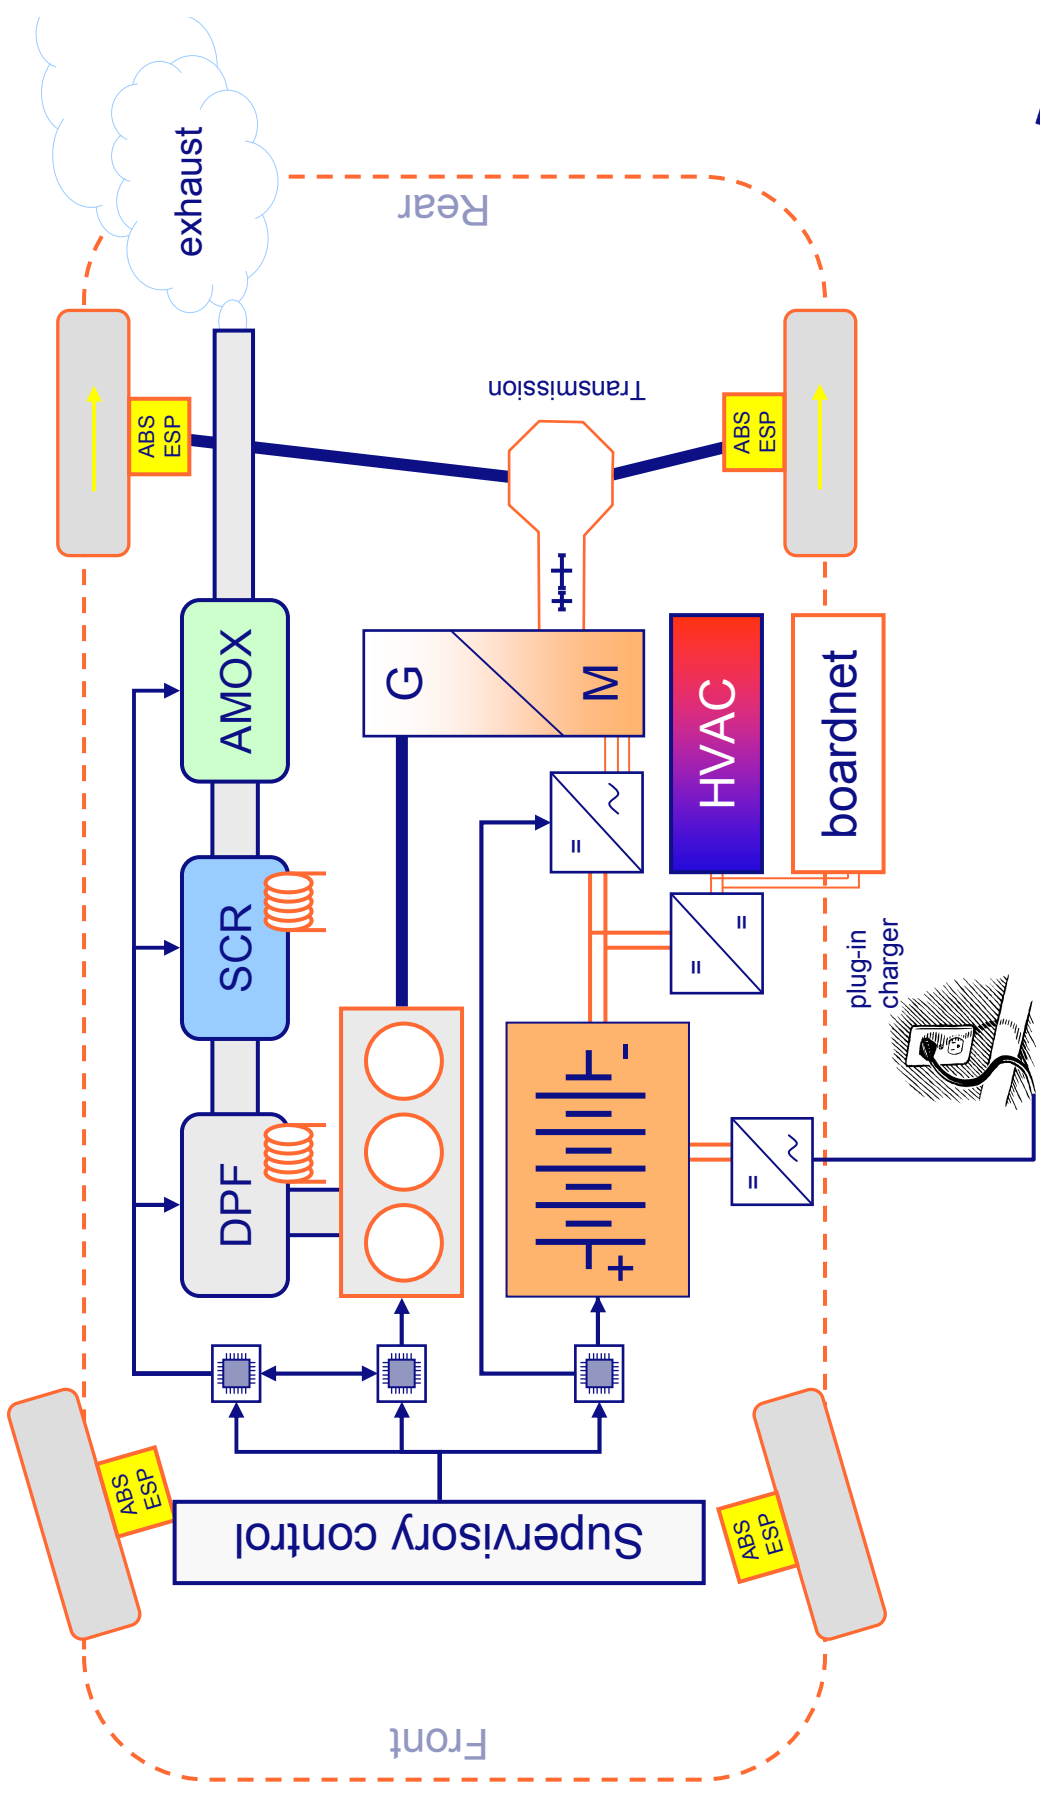 exhaust
Rear
Transmission
ABS
ESP
ABS
ESP
AMOX
G
M
HVAC
boardnet
SCR
=
~
=
=
plug-in
charger
DPF
-
+
=
~
ABS
ESP
Supervisory control
ABS
ESP
Front